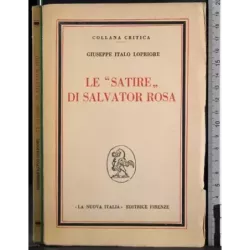 COLLANA CRITICA
GIUSEPPE ITALO LOPRIORE
LE "SATIRE„
DI SALVATOR ROSA
"LA NUOVA ITALIA„ EDITRICE FIRENZE